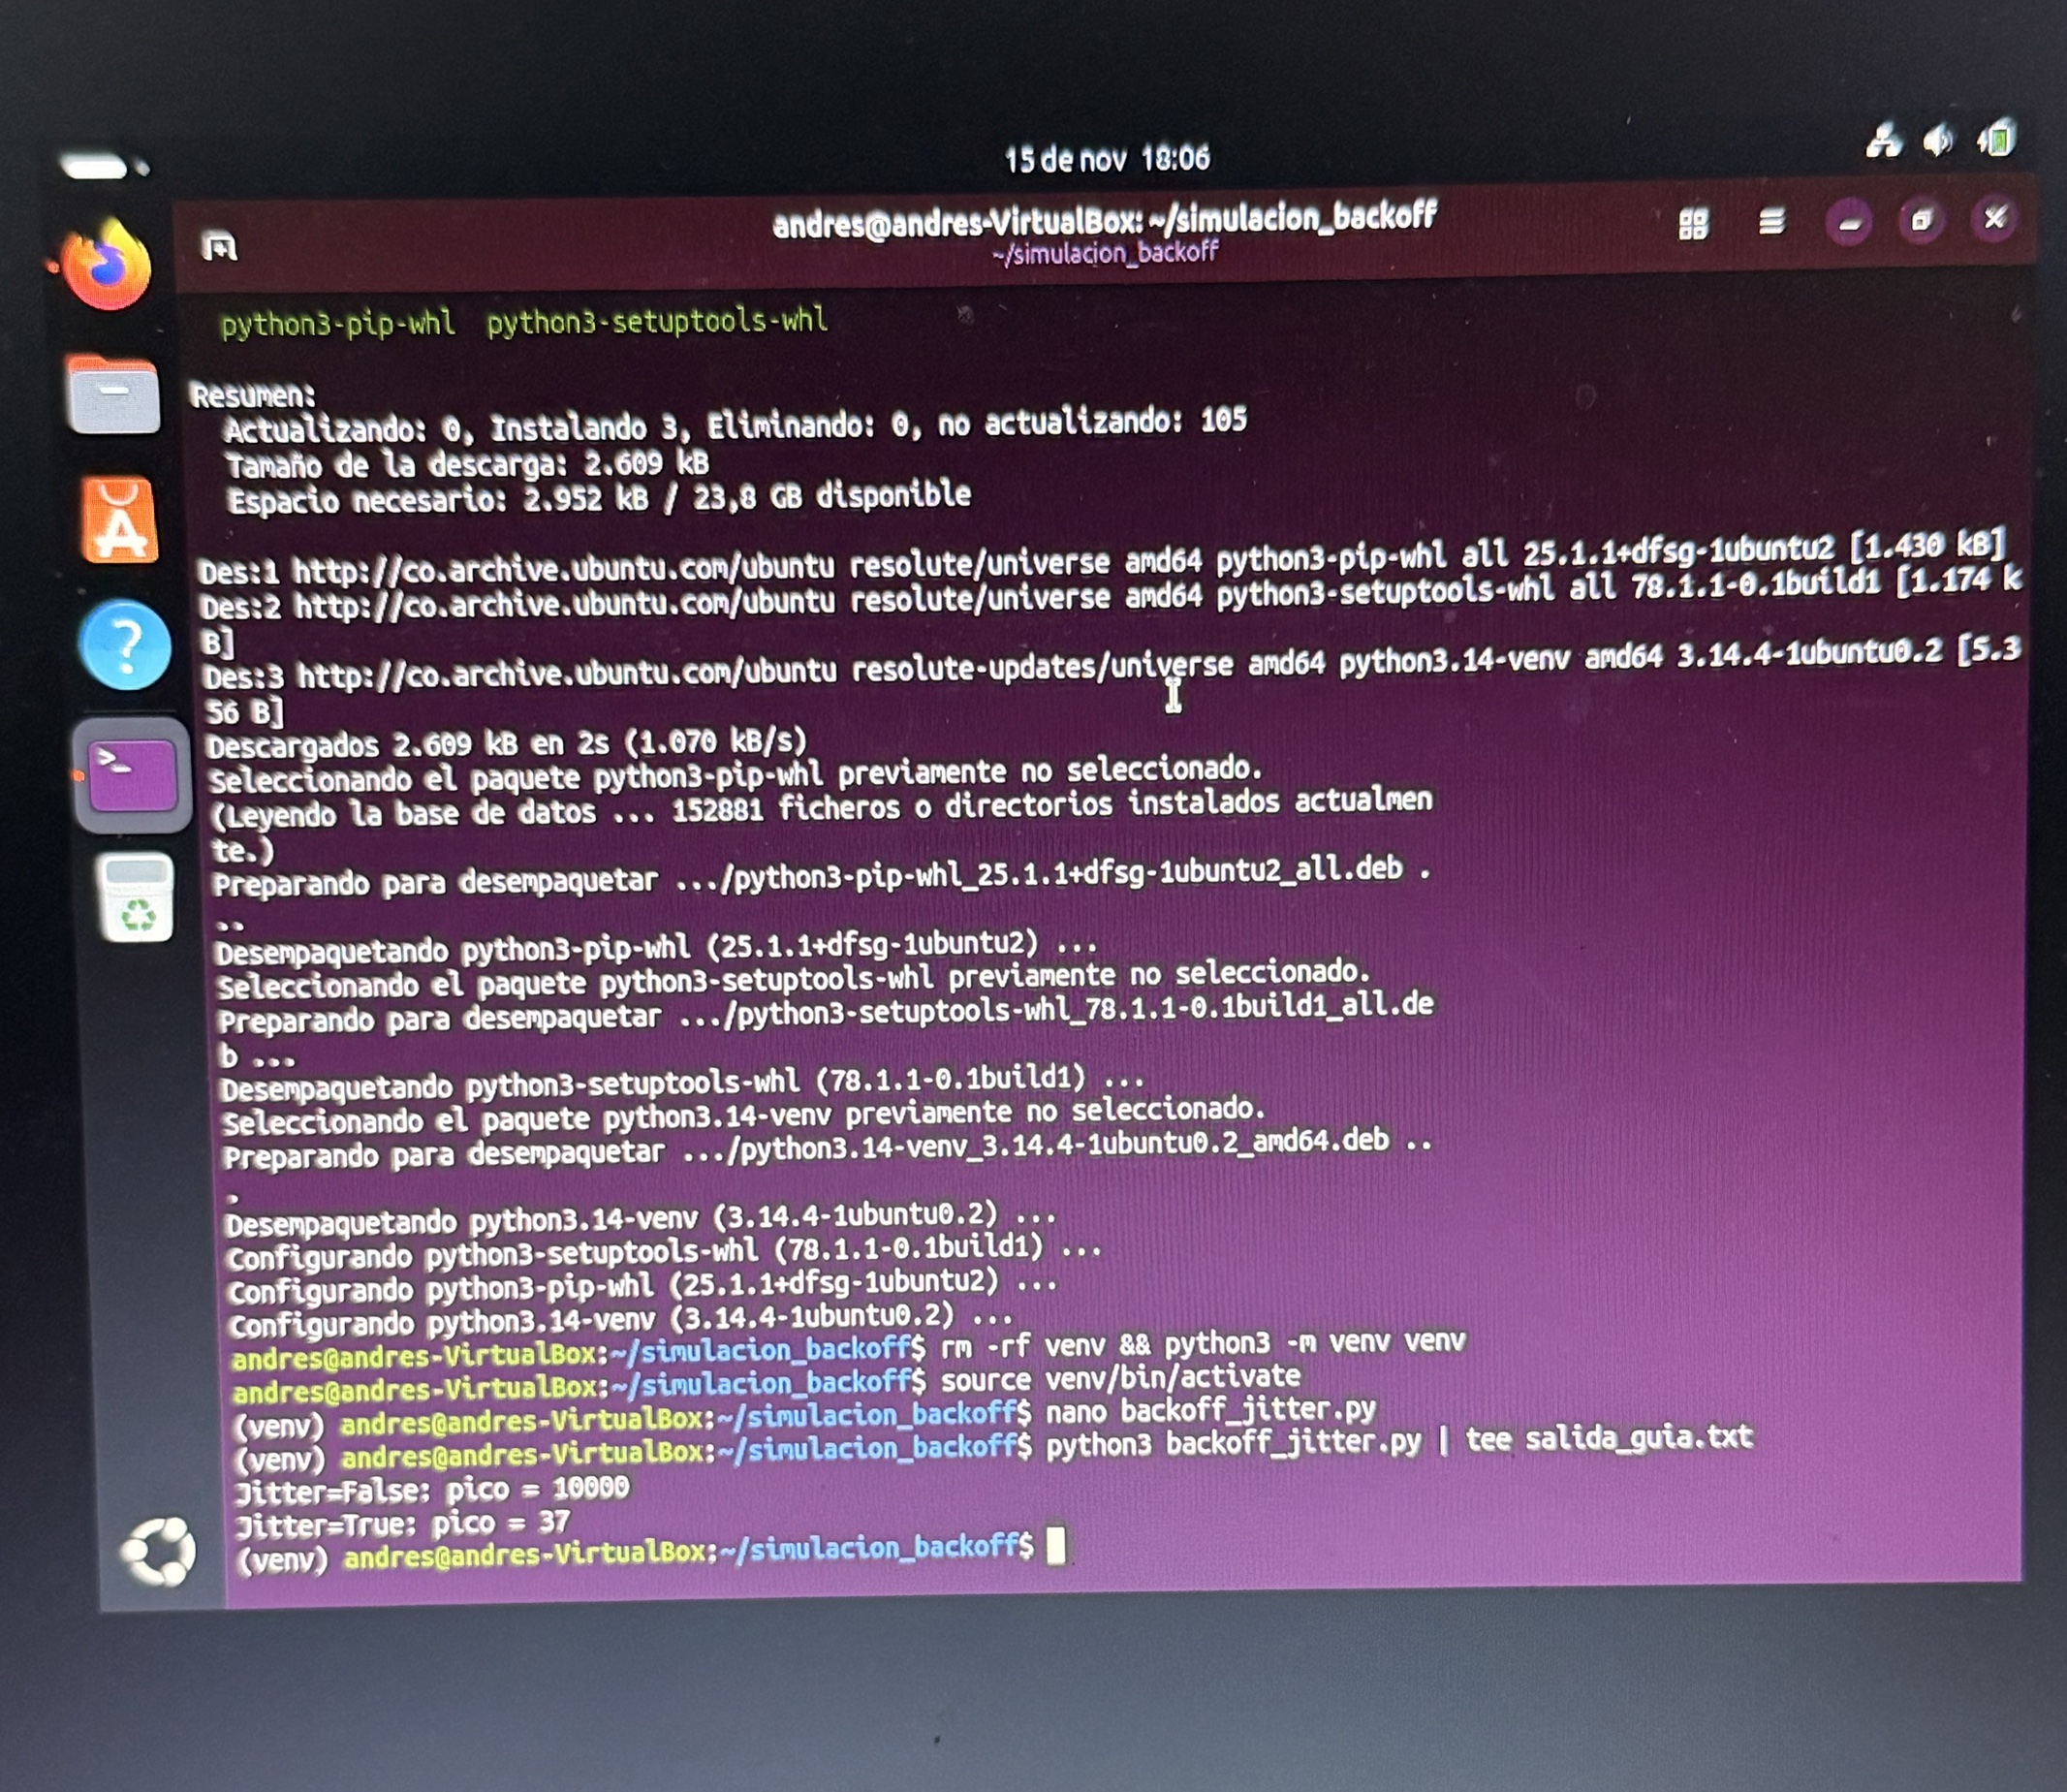 15 de nov 18:06
andres@andres-VirtualBox: ~/simulacion_backoff
~/simulacion_backoff
python3-pip-whl python3-setuptools-whl
Resumen:
Actualizando: 0, Instalando 3, Eliminando: 0, no actualizando: 105
Tamaño de la descarga: 2.609 kB
Espacio necesario: 2.952 kB / 23,8 GB disponible
Des:1 http://co.archive.ubuntu.com/ubuntu resolute/universe amd64 python3-pip-whl all 25.1.1+dfsg-1ubuntu2 [1.430 kB]
Des:2 http://co.archive.ubuntu.com/ubuntu resolute/universe amd64 python3-setuptools-whl all 78.1.1-0.1build1 [1.174 k
B]
Des:3 http://co.archive.ubuntu.com/ubuntu resolute-updates/universe amd64 python3.14-venv amd64 3.14.4-1ubuntu0.2 [5.3
56 B]
Descargados 2.609 kB en 2s (1.070 kB/s)
Seleccionando el paquete python3-pip-whl previamente no seleccionado.
(Leyendo la base de datos ... 152881 ficheros o directorios instalados actualmen
te.)
Preparando para desempaquetar .../python3-pip-whl_25.1.1+dfsg-1ubuntu2_all.deb .
..
Desempaquetando python3-pip-whl (25.1.1+dfsg-1ubuntu2) ...
Seleccionando el paquete python3-setuptools-whl previamente no seleccionado.
Preparando para desempaquetar .../python3-setuptools-whl_78.1.1-0.1build1_all.de
b ...
Desempaquetando python3-setuptools-whl (78.1.1-0.1build1) ...
Seleccionando el paquete python3.14-venv previamente no seleccionado.
Preparando para desempaquetar .../python3.14-venv_3.14.4-1ubuntu0.2_amd64.deb ..
.
Desempaquetando python3.14-venv (3.14.4-1ubuntu0.2) ...
Configurando python3-setuptools-whl (78.1.1-0.1build1) ...
Configurando python3-pip-whl (25.1.1+dfsg-1ubuntu2) ...
Configurando python3.14-venv (3.14.4-1ubuntu0.2) ...
andres@andres-VirtualBox:~/simulacion_backoff$ rm -rf venv && python3 -m venv venv
andres@andres-VirtualBox:~/simulacion_backoff$ source venv/bin/activate
(venv) andres@andres-VirtualBox:~/simulacion_backoff$ nano backoff_jitter.py
(venv) andres@andres-VirtualBox:~/simulacion_backoff$ python3 backoff_jitter.py | tee salida_guia.txt
Jitter=False: pico = 10000
Jitter=True: pico = 37
(venv) andres@andres-VirtualBox:~/simulacion_backoff$